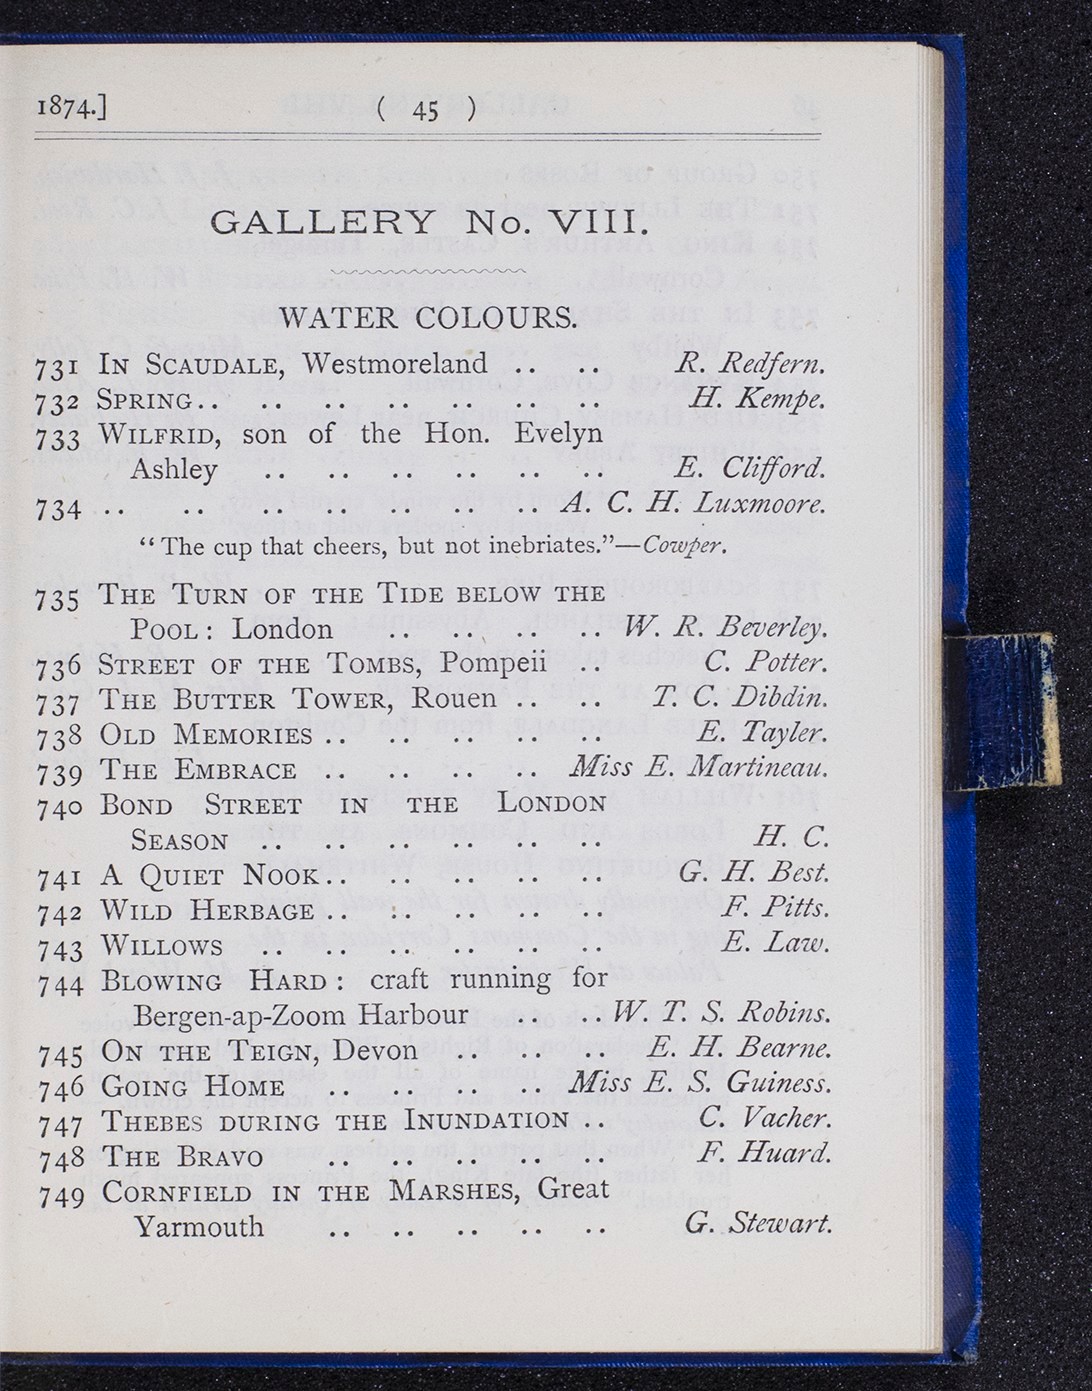 1874.] ( 45 )
GALLERY No. VIII.
WATER COLOURS.
731 IN SCAUDALE, Westmoreland .. .. R. Redfern.
732 SPRING.. .. .. .. .. .. .. H. Kempe.
733 WILFRID, son of the Hon. Evelyn
Ashley .. .. .. .. .. .. E. Clifford.
734 .. .. .. .. .. .. .. A. C. H. Luxmoore.
"The cup that cheers, but not inebriates."—Cowper.
735 THE TURN OF THE TIDE BELOW THE
POOL: London .. .. .. .. W. R. Beverley.
736 STREET OF THE TOMBS, Pompeii .. C. Potter.
737 THE BUTTER TOWER, Rouen .. .. T. C. Dibdin.
738 OLD MEMORIES .. .. .. .. .. E. Tayler.
739 THE EMBRACE .. .. .. .. Miss E. Martineau.
740 BOND STREET IN THE LONDON
SEASON .. .. .. .. .. .. H. C.
741 A QUIET NOOK.. .. .. .. .. G. H. Best.
742 WILD HERBAGE .. .. .. .. .. F. Pitts.
743 WILLOWS .. .. .. .. .. .. E. Law.
744 BLOWING HARD: craft running for
Bergen-ap-Zoom Harbour .. .. W. T. S. Robins.
745 ON THE TEIGN, Devon .. .. .. E. H. Bearne.
746 GOING HOME .. .. .. .. Miss E. S. Guiness.
747 THEBES DURING THE INUNDATION .. C. Vacher.
748 THE BRAVO .. .. .. .. .. F. Huard.
749 CORNFIELD IN THE MARSHES, Great
Yarmouth .. .. .. .. .. G. Stewart.